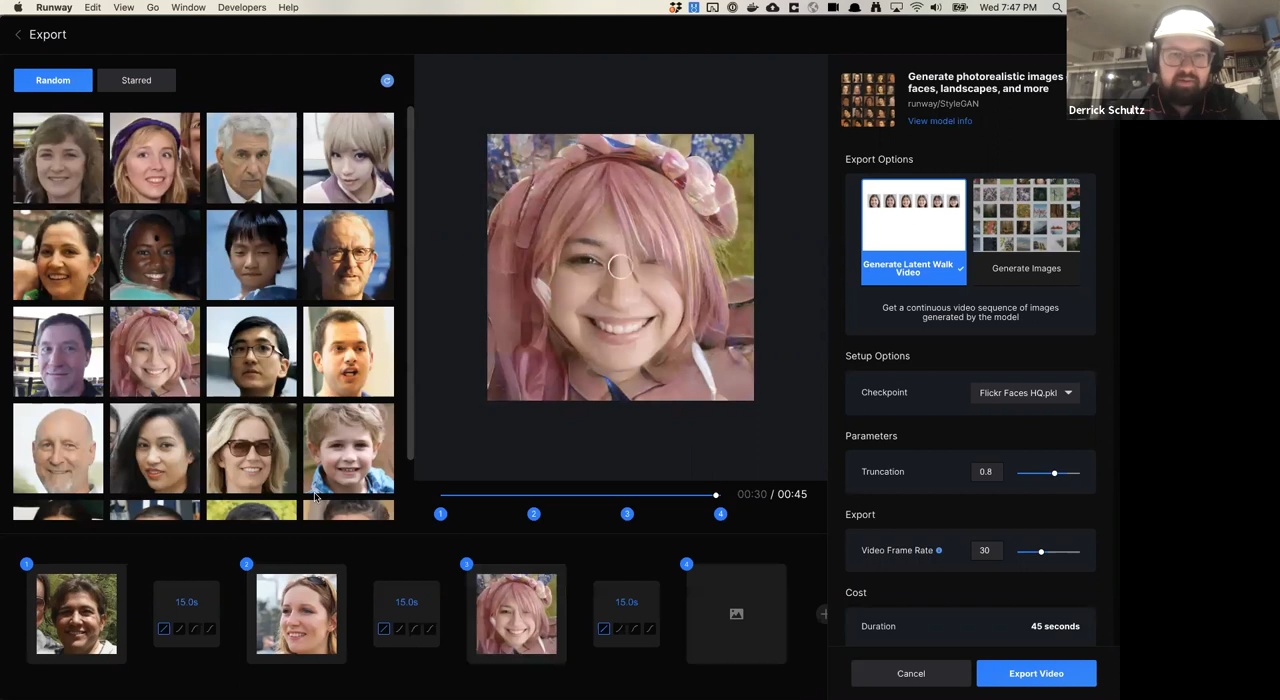 Runway Edit View Go Window Developers Help
Wed 7:47 PM
Export
Random
Starred
Generate photorealistic images
faces, landscapes, and more
runway/StyleGAN
View model info
Derrick Schultz
Export Options
Generate Latent Walk
Video
Generate Images
Get a continuous video sequence of images
generated by the model
Setup Options
Checkpoint
Flickr Faces HQ.pkl
Parameters
Truncation
0.8
00:30 / 00:45
1
2
3
4
Export
Video Frame Rate
30
1
2
3
4
15.0s
15.0s
15.0s
Cost
Duration
45 seconds
Cancel
Export Video